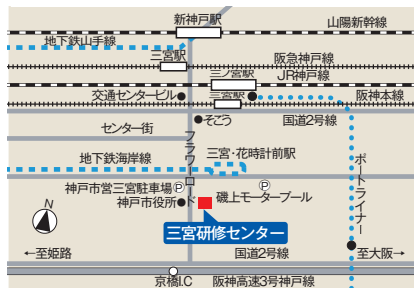 新神戸駅
山陽新幹線
地下鉄山手線
三宮駅
阪急神戸線
三ノ宮駅
JR神戸線
交通センタービル
三宮駅
阪神本線
そごう
国道2号線
センター街
フラワーロード
地下鉄海岸線
三宮・花時計前駅
ポートライナー
神戸市営三宮駐車場 P
P
磯上モータープール
神戸市役所
N
三宮研修センター
←至姫路
国道2号線
至大阪→
京橋I.C
阪神高速3号神戸線